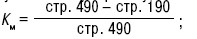 Kм = стр. 490 – стр. 190 / стр. 490 ;